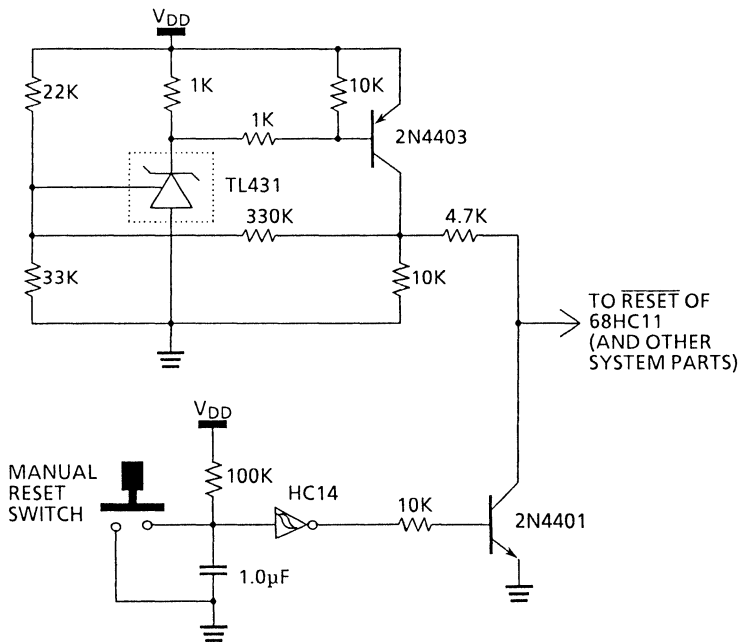 VDD
22K
1K
10K
1K
2N4403
TL431
330K
4.7K
33K
10K
TO RESET OF
68HC11
(AND OTHER
SYSTEM PARTS)
VDD
MANUAL
RESET
SWITCH
100K
HC14
10K
2N4401
1.0µF